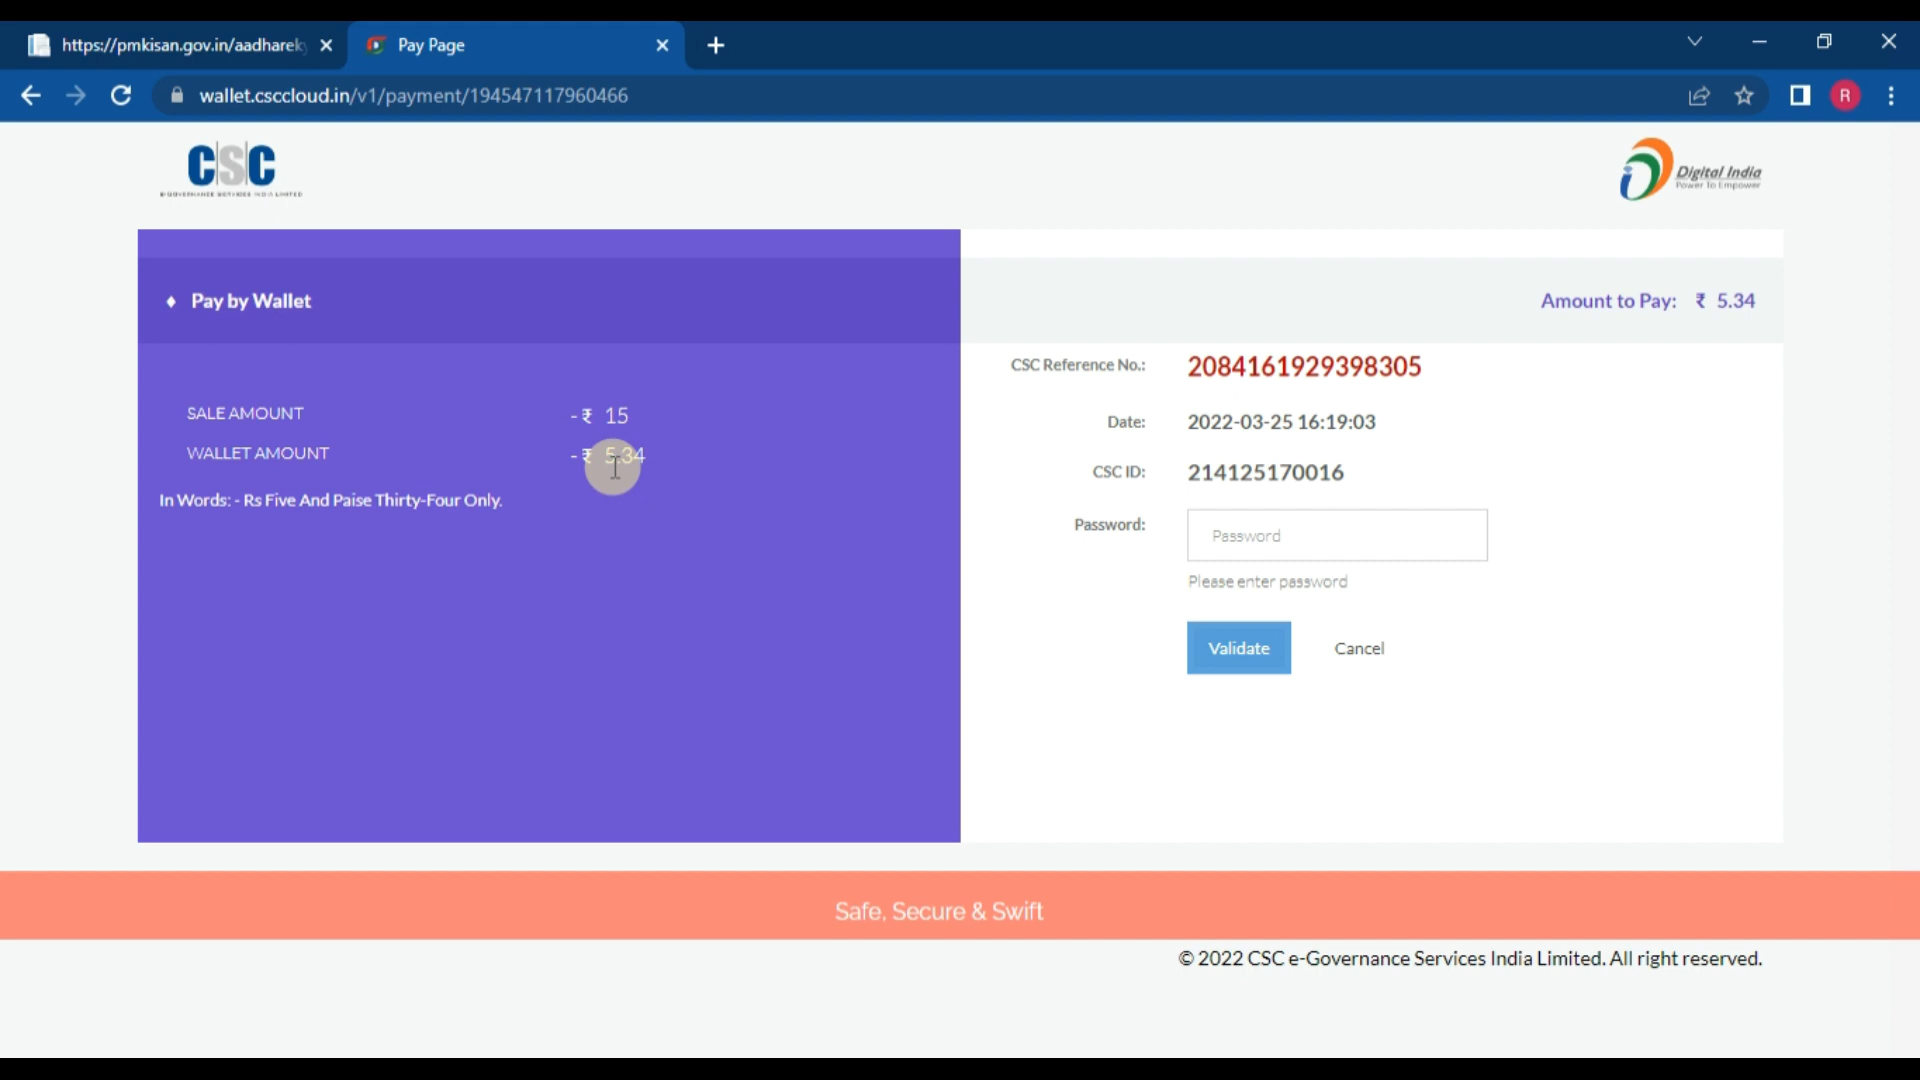 https://pmkisan.gov.in/aadharek
Pay Page
wallet.csccloud.in/v1/payment/194547117960466
R
CSC
E-GOVERNANCE SERVICES INDIA LIMITED
Digital India
Power To Empower
Pay by Wallet
Amount to Pay: ₹ 5.34
SALE AMOUNT - ₹ 15
WALLET AMOUNT - ₹ 5.34
In Words: - Rs Five And Paise Thirty-Four Only.
CSC Reference No.: 2084161929398305
Date: 2022-03-25 16:19:03
CSC ID: 214125170016
Password: Password
Please enter password
Validate Cancel
Safe, Secure & Swift
© 2022 CSC e-Governance Services India Limited. All right reserved.